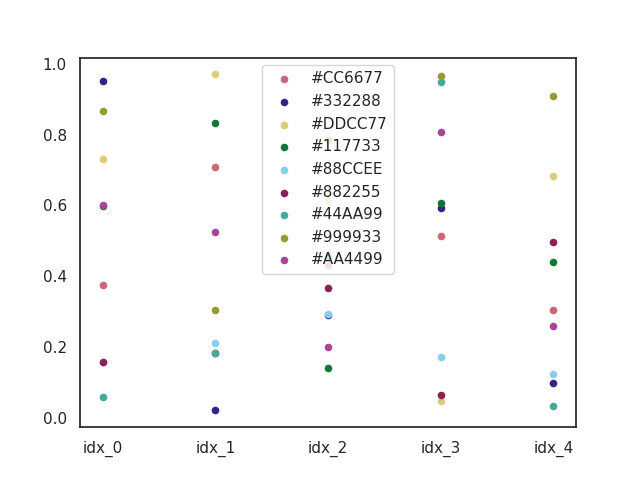 1.0
0.8
0.6
0.4
0.2
0.0
idx_0
idx_1
idx_2
idx_3
idx_4
#CC6677
#332288
#DDCC77
#117733
#88CCEE
#882255
#44AA99
#999933
#AA4499